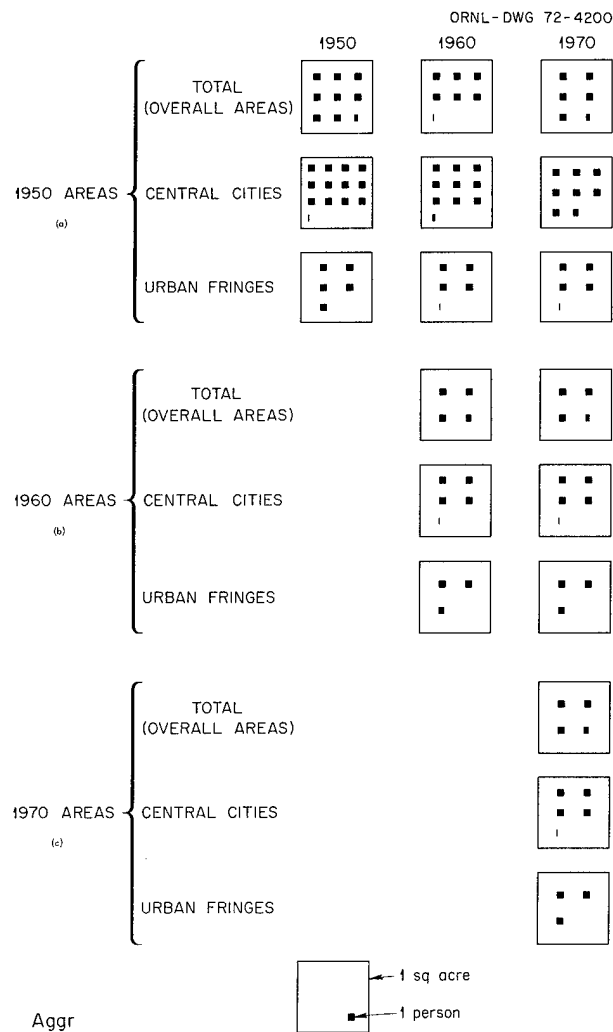 ORNL-DWG 72-4200
1950 1960 1970
TOTAL
(OVERALL AREAS)
1950 AREAS CENTRAL CITIES
(a)
URBAN FRINGES
TOTAL
(OVERALL AREAS)
1960 AREAS CENTRAL CITIES
(b)
URBAN FRINGES
TOTAL
(OVERALL AREAS)
1970 AREAS CENTRAL CITIES
(c)
URBAN FRINGES
1 sq acre
1 person
Aggr